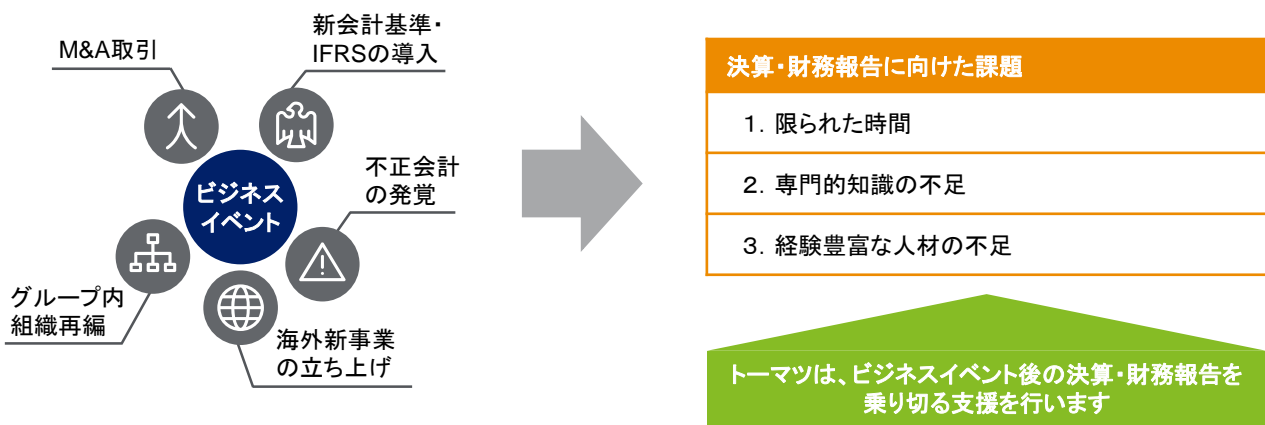 M&A取引
新会計基準・
IFRSの導入
ビジネス
イベント
不正会計
の発覚
グループ内
組織再編
海外新事業
の立ち上げ
決算・財務報告に向けた課題
１．限られた時間
２．専門的知識の不足
３．経験豊富な人材の不足
トーマツは、ビジネスイベント後の決算・財務報告を
乗り切る支援を行います